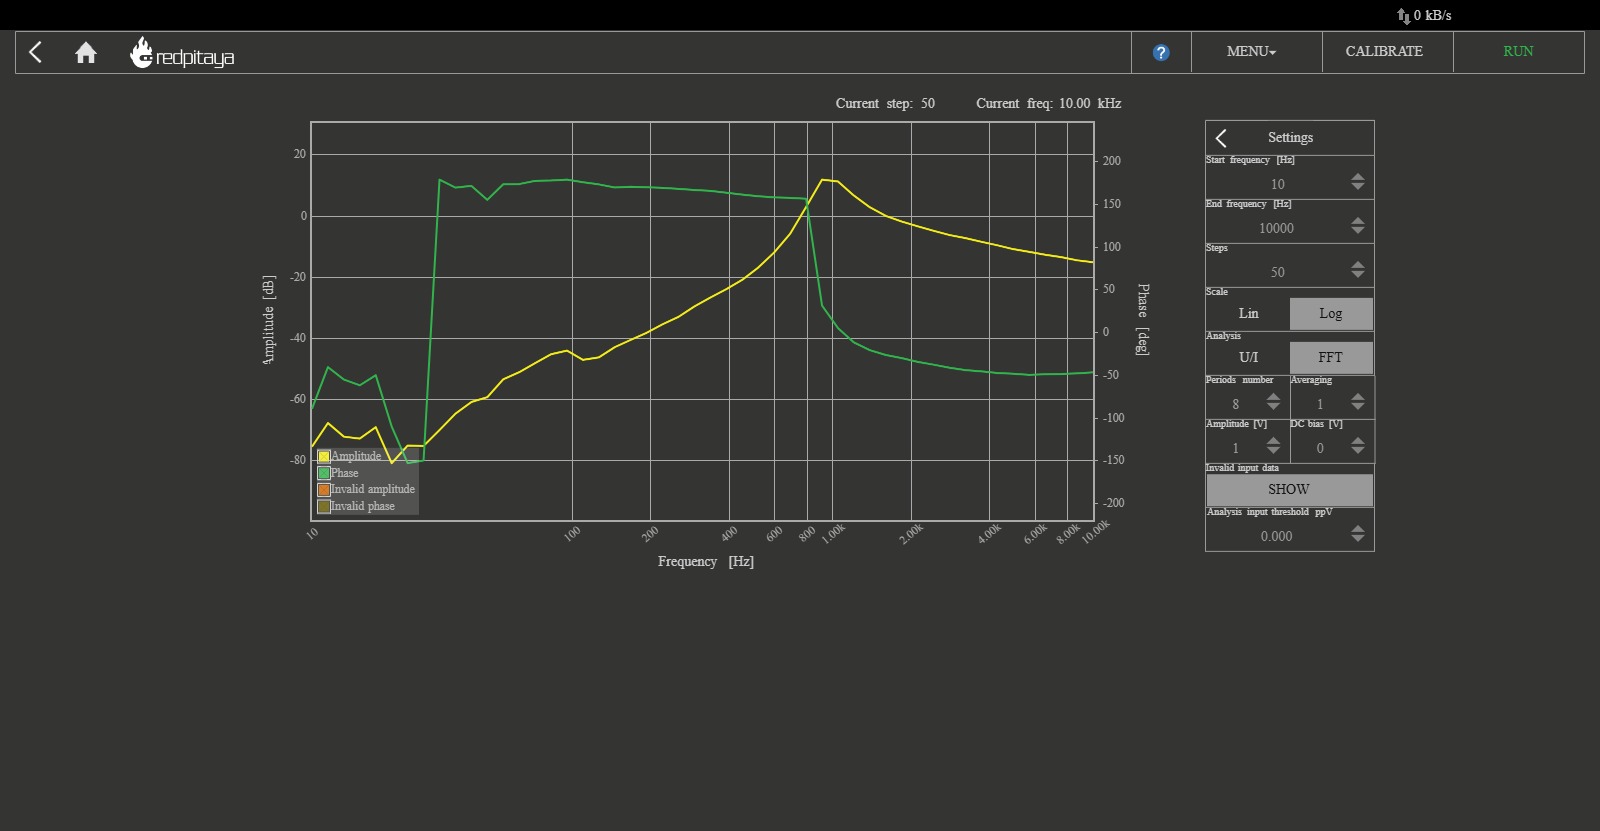 0 kB/s
redpitaya
?
MENU
CALIBRATE
RUN
Current step: 50 Current freq: 10.00 kHz
20
0
-20
-40
-60
-80
Amplitude [dB]
200
150
100
50
0
-50
-100
-150
-200
Phase [deg]
Amplitude
Phase
Invalid amplitude
Invalid phase
10 100 200 400 600 800 1.00k 2.00k 4.00k 6.00k 8.00k 10.00k
Frequency [Hz]
Settings
Start frequency [Hz]
10
End frequency [Hz]
10000
Steps
50
Scale
Lin Log
Analysis
U/I FFT
Periods number Averaging
8 1
Amplitude [V] DC bias [V]
1 0
Invalid input data
SHOW
Analysis input threshold ppV
0.000